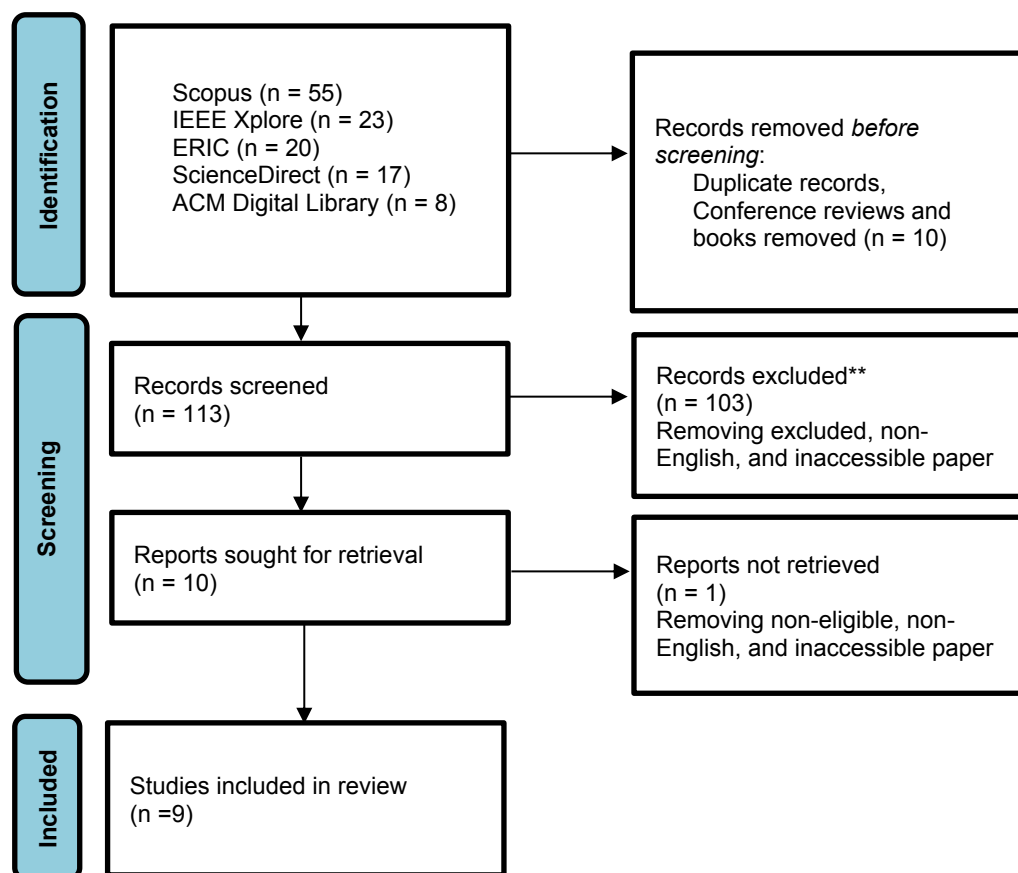 Identification
Scopus (n = 55)
IEEE Xplore (n = 23)
ERIC (n = 20)
ScienceDirect (n = 17)
ACM Digital Library (n = 8)
Records removed before
screening:
Duplicate records,
Conference reviews and
books removed (n = 10)
Screening
Records screened
(n = 113)
Records excluded**
(n = 103)
Removing excluded, non-
English, and inaccessible paper
Reports sought for retrieval
(n = 10)
Reports not retrieved
(n = 1)
Removing non-eligible, non-
English, and inaccessible paper
Included
Studies included in review
(n =9)